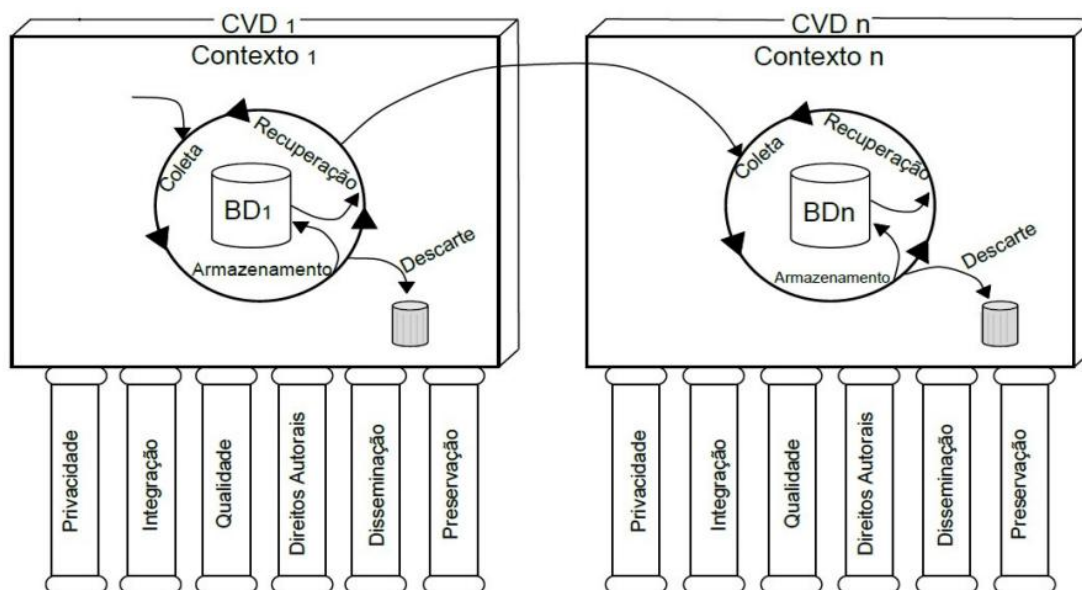 CVD 1
Contexto 1
Coleta
Recuperação
BD1
Armazenamento
Descarte
Privacidade
Integração
Qualidade
Direitos Autorais
Disseminação
Preservação
CVD n
Contexto n
Coleta
Recuperação
BDn
Armazenamento
Descarte
Privacidade
Integração
Qualidade
Direitos Autorais
Disseminação
Preservação